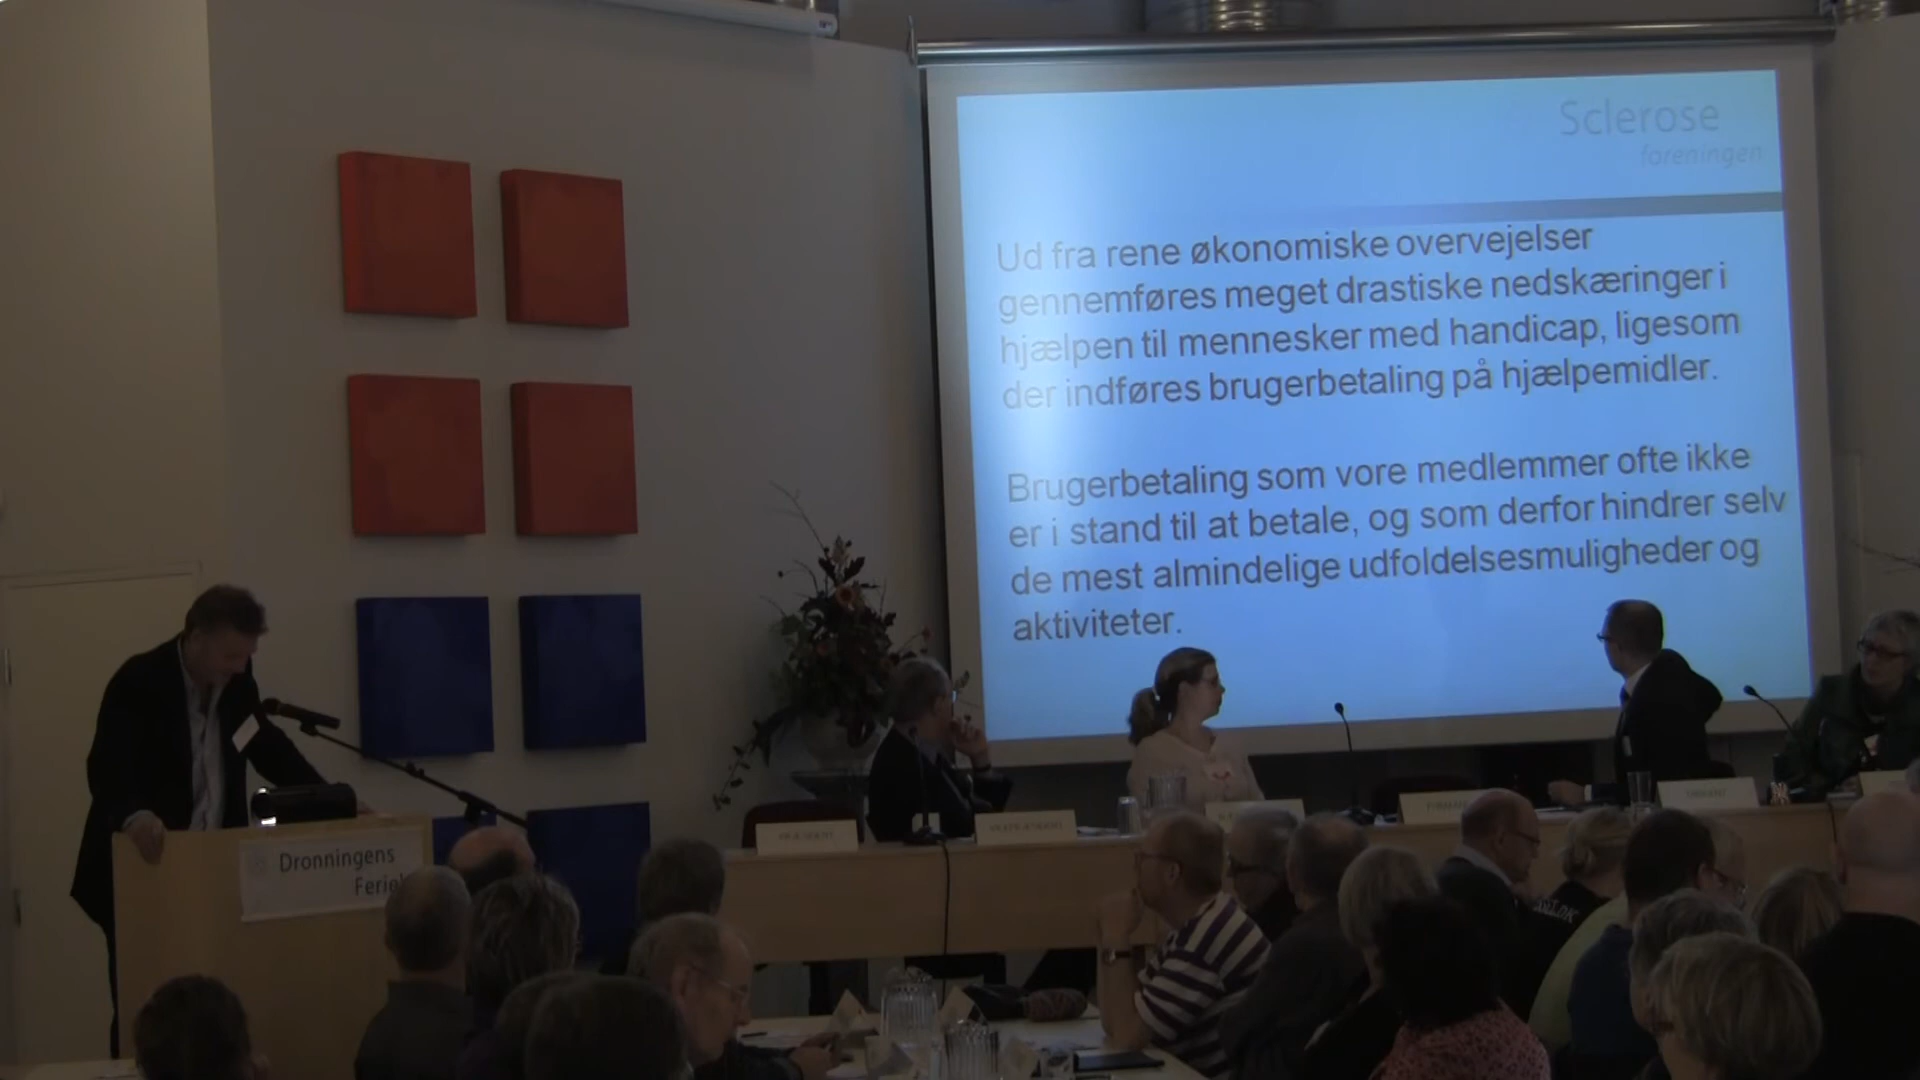 Sclerose
foreningen
Ud fra rene økonomiske overvejelser
gennemføres meget drastiske nedskæringer i
hjælpen til mennesker med handicap, ligesom
der indføres brugerbetaling på hjælpemidler.
Brugerbetaling som vore medlemmer ofte ikke
er i stand til at betale, og som derfor hindrer selv
de mest almindelige udfoldelsesmuligheder og
aktiviteter.
Dronningens